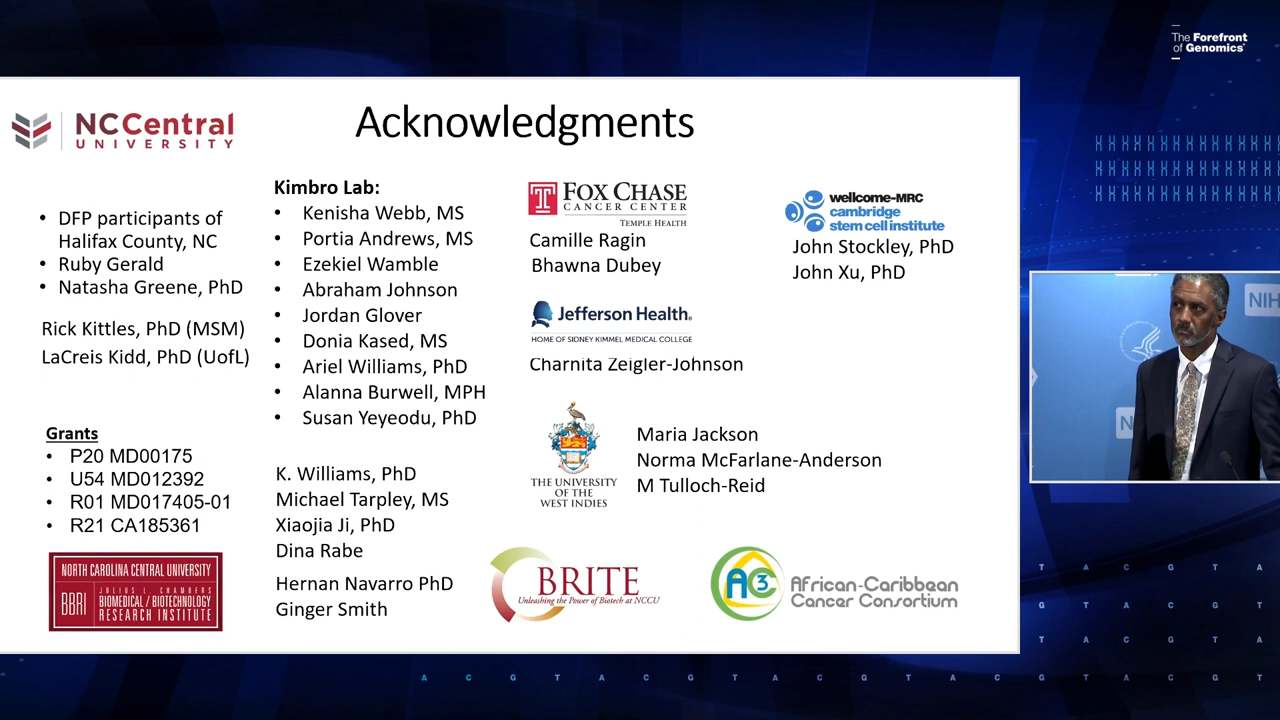 The Forefront
of Genomics®
NCCentral
UNIVERSITY
Acknowledgments
• DFP participants of
Halifax County, NC
• Ruby Gerald
• Natasha Greene, PhD
Rick Kittles, PhD (MSM)
LaCreis Kidd, PhD (UofL)
Grants
• P20 MD00175
• U54 MD012392
• R01 MD017405-01
• R21 CA185361
NORTH CAROLINA CENTRAL UNIVERSITY
BBRI
JULIUS L. CHAMBERS
BIOMEDICAL / BIOTECHNOLOGY
RESEARCH INSTITUTE
Kimbro Lab:
• Kenisha Webb, MS
• Portia Andrews, MS
• Ezekiel Wamble
• Abraham Johnson
• Jordan Glover
• Donia Kased, MS
• Ariel Williams, PhD
• Alanna Burwell, MPH
• Susan Yeyeodu, PhD
K. Williams, PhD
Michael Tarpley, MS
Xiaojia Ji, PhD
Dina Rabe
Hernan Navarro PhD
Ginger Smith
FOX CHASE
CANCER CENTER
TEMPLE HEALTH
Camille Ragin
Bhawna Dubey
Jefferson Health®
HOME OF SIDNEY KIMMEL MEDICAL COLLEGE
Charnita Zeigler-Johnson
THE UNIVERSITY
OF THE
WEST INDIES
Maria Jackson
Norma McFarlane-Anderson
M Tulloch-Reid
BRITE
Unleashing the Power of Biotech at NCCU
AC3
African-Caribbean
Cancer Consortium
wellcome-MRC
cambridge
stem cell institute
John Stockley, PhD
John Xu, PhD
NIH
N
T A C G T A
G T A C G T
T A C G T A
A C G T A C G T A C G T A C G T A C G T